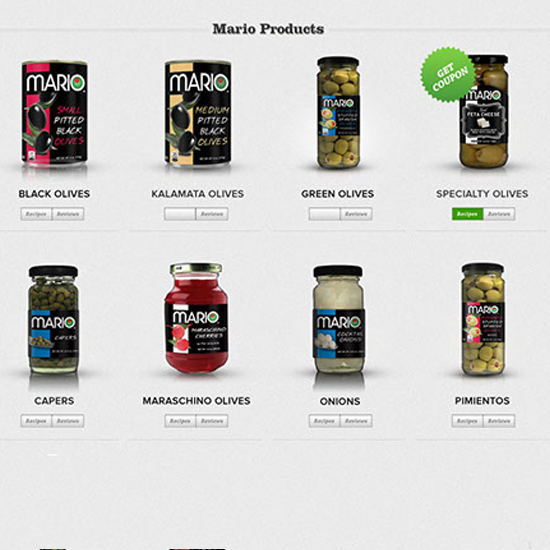 Mario Products
MARIO
SMALL
PITTED
BLACK
OLIVES
MARIO
MEDIUM
PITTED
BLACK
OLIVES
MARIO
MARIO
FETA CHEESE
GET
COUPON
BLACK OLIVES
KALAMATA OLIVES
GREEN OLIVES
SPECIALTY OLIVES
Recipes Reviews
Reviews
Reviews
Recipes Reviews
MARIO
CAPERS
MARIO
MARASCHINO
CHERRIES
MARIO
COCKTAIL
ONIONS
MARIO
CAPERS
MARASCHINO OLIVES
ONIONS
PIMIENTOS
Recipes Reviews
Recipes Reviews
Recipes Reviews
Recipes Reviews